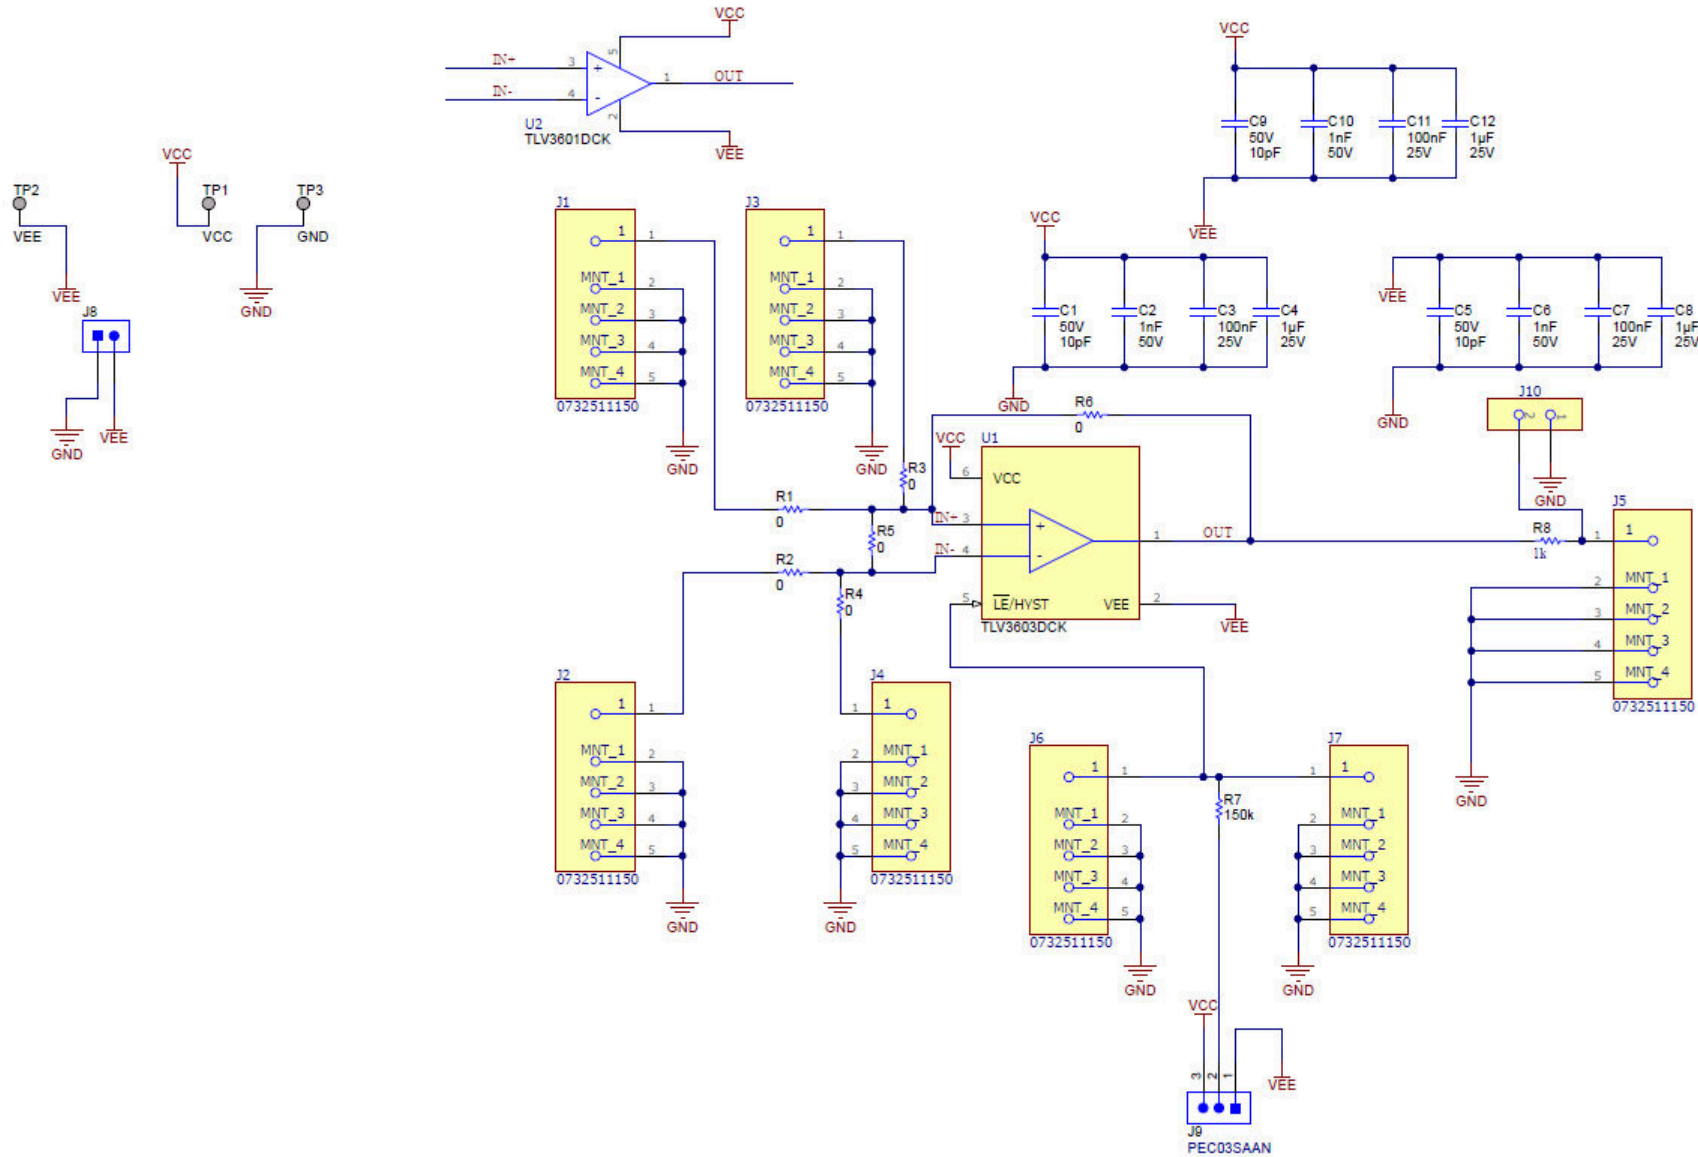 VCC
IN+ 3 + 5 1 OUT
IN- 4 - 2
U2
TLV3601DCK
VEE
VCC
C9
50V
10pF
C10
1nF
50V
C11
100nF
25V
C12
1µF
25V
VEE
TP2
VEE
VEE
VCC
TP1
VCC
TP3
GND
GND
J8
GND
VEE
J1
1 1
MNT_1 2
MNT_2 3
MNT_3 4
MNT_4 5
0732511150
GND
J3
1 1
MNT_1 2
MNT_2 3
MNT_3 4
MNT_4 5
0732511150
GND
VCC
C1
50V
10pF
C2
1nF
50V
C3
100nF
25V
C4
1µF
25V
GND
VEE
C5
50V
10pF
C6
1nF
50V
C7
100nF
25V
C8
1µF
25V
GND
J10
2 1
GND
R6
0
R3
0
R1
0
R5
0
R2
0
R4
0
VCC
U1
6 VCC
IN+ 3 +
IN- 4 -
1 OUT
5 LE/HYST VEE 2
TLV3603DCK
VEE
R8
1k
J5
1 1
2 MNT_1
3 MNT_2
4 MNT_3
5 MNT_4
0732511150
GND
J2
1 1
MNT_1 2
MNT_2 3
MNT_3 4
MNT_4 5
0732511150
GND
J4
1 1
2 MNT_1
3 MNT_2
4 MNT_3
5 MNT_4
0732511150
GND
J6
1 1
MNT_1 2
MNT_2 3
MNT_3 4
MNT_4 5
0732511150
GND
R7
150k
J7
1 1
2 MNT_1
3 MNT_2
4 MNT_3
5 MNT_4
0732511150
GND
VCC
3 2 1
VEE
J9
PEC03SAAN